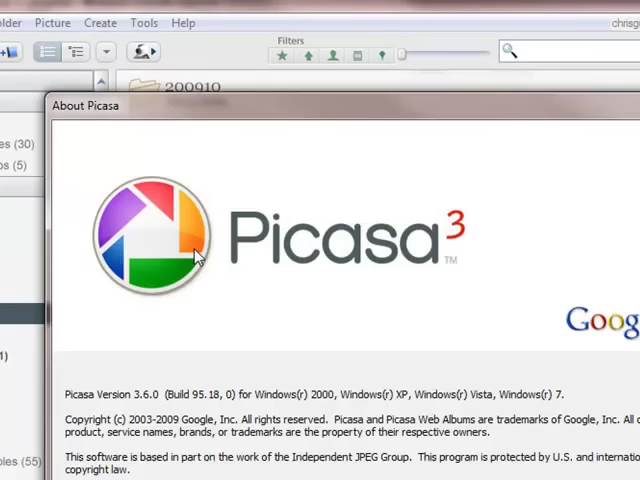 older Picture Create Tools Help
chrisg
Filters
200910
About Picasa
es (30)
os (5)
Picasa 3 TM
Goog
1)
Picasa Version 3.6.0 (Build 95.18, 0) for Windows(r) 2000, Windows(r) XP, Windows(r) Vista, Windows(r) 7.
Copyright (c) 2003-2009 Google, Inc. All rights reserved. Picasa and Picasa Web Albums are trademarks of Google, Inc. All o
product, service names, brands, or trademarks are the property of their respective owners.
bles (55)
This software is based in part on the work of the Independent JPEG Group. This program is protected by U.S. and internatio
copyright law.